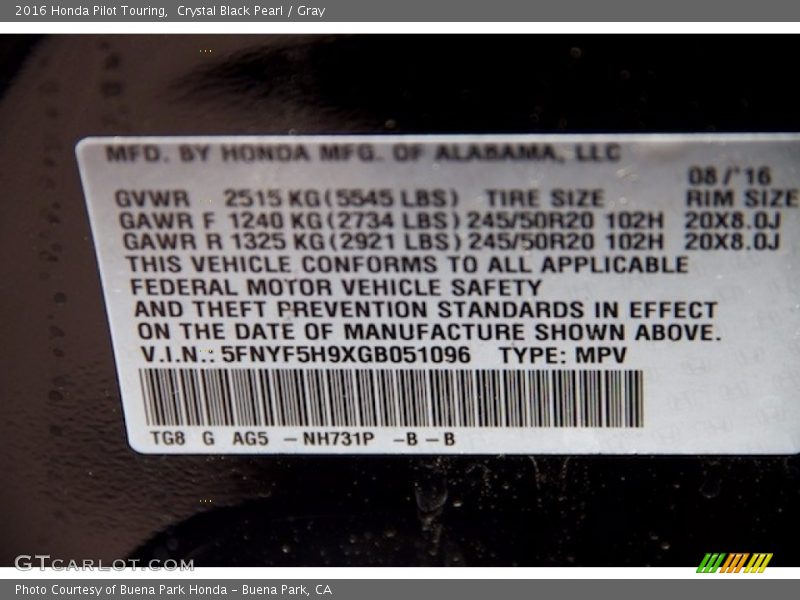 2016 Honda Pilot Touring,  Crystal Black Pearl / Gray
MFD. BY HONDA MFG. OF ALABAMA, LLC
08 /'16
GVWR 2515 KG (5545 LBS) TIRE SIZE RIM SIZE
GAWR F 1240 KG (2734 LBS) 245/50R20 102H 20X8.0J
GAWR R 1325 KG (2921 LBS) 245/50R20 102H 20X8.0J
THIS VEHICLE CONFORMS TO ALL APPLICABLE
FEDERAL MOTOR VEHICLE SAFETY
AND THEFT PREVENTION STANDARDS IN EFFECT
ON THE DATE OF MANUFACTURE SHOWN ABOVE.
V.I.N.: 5FNYF5H9XGB051096 TYPE: MPV
TG8 G AG5 – NH731P –B – B
GTCARLOT.COM
Photo Courtesy of Buena Park Honda – Buena Park, CA